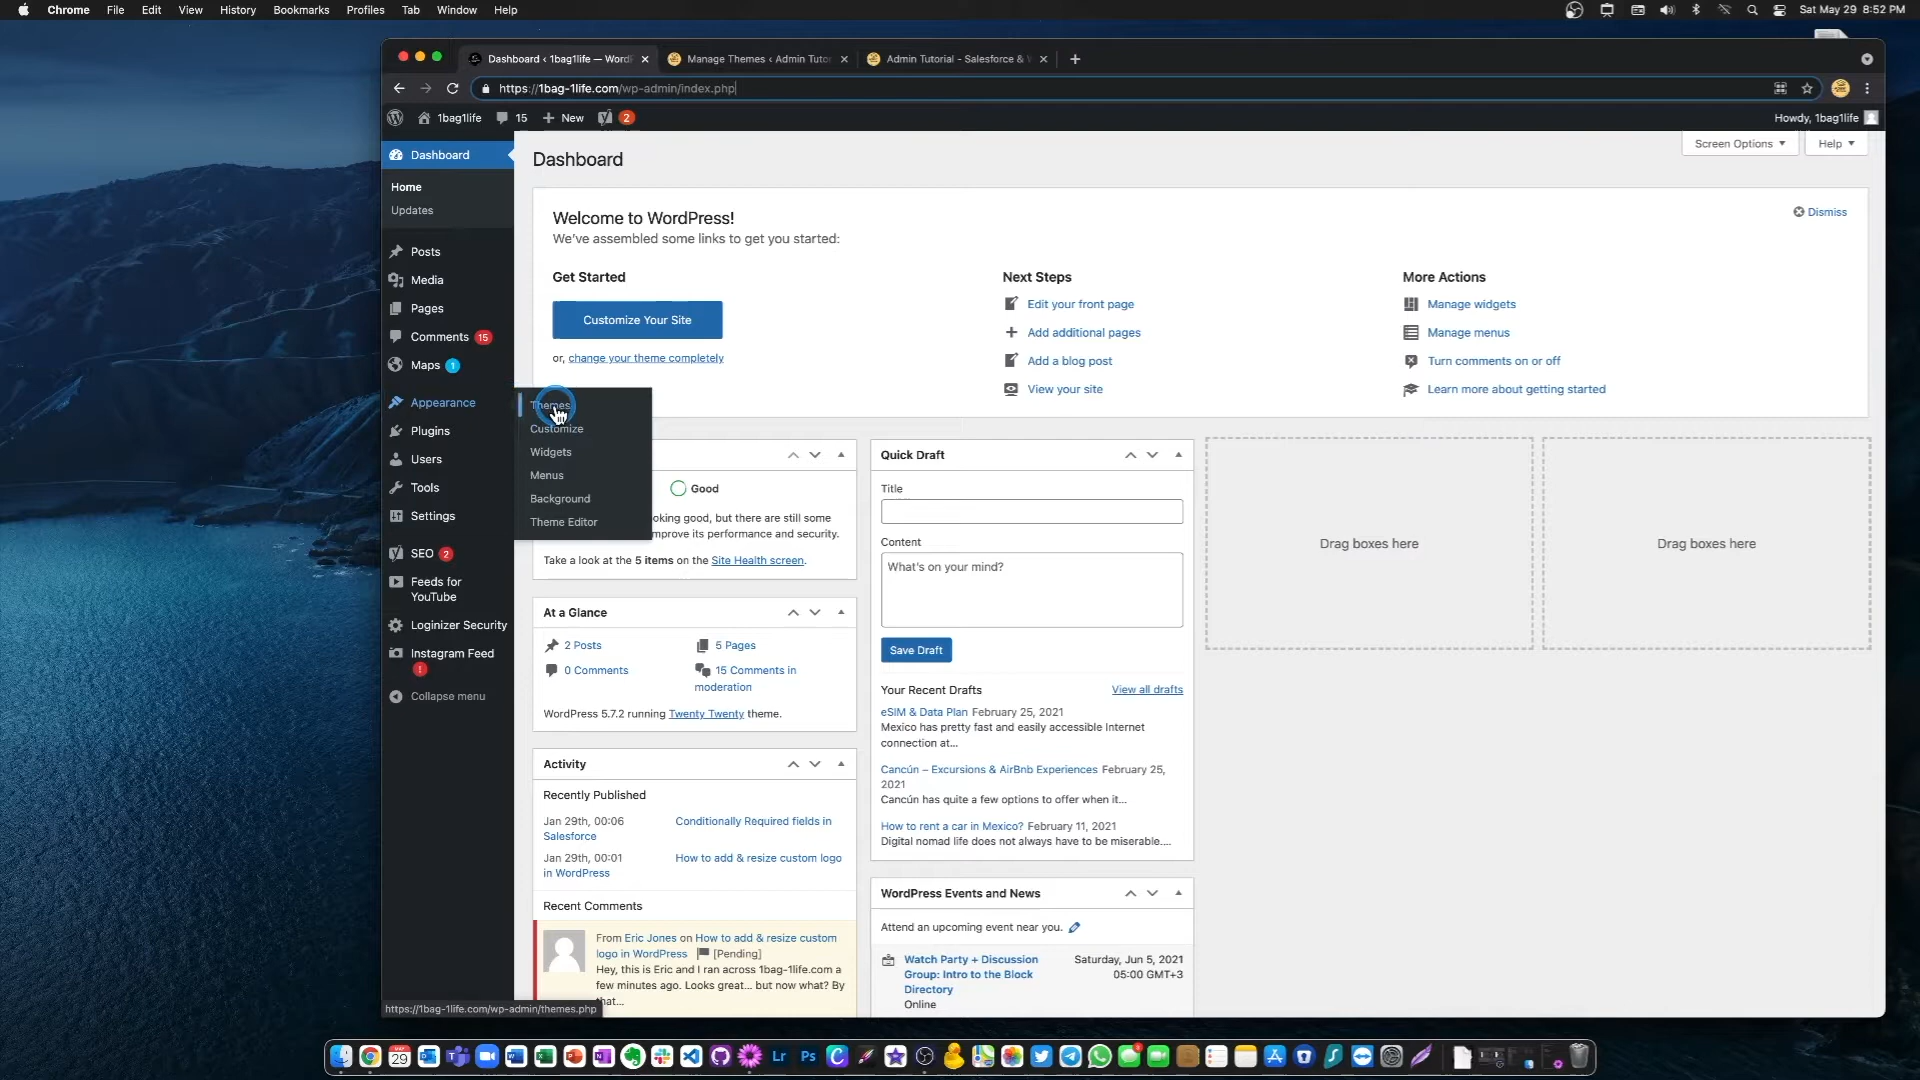 Chrome File Edit View History Bookmarks Profiles Tab Window Help
Sat May 29 8:52 PM
Dashboard ‹ 1bag1life — WordP
Manage Themes ‹ Admin Tutor
Admin Tutorial - Salesforce & W
https://1bag-1life.com/wp-admin/index.php
1bag1life 15 New 2
Howdy, 1bag1life
Dashboard
Home
Updates
Posts
Media
Pages
Comments 15
Maps 1
Appearance
Plugins
Users
Tools
Settings
SEO 2
Feeds for
YouTube
Loginizer Security
Instagram Feed
!
Collapse menu
Themes
Customize
Widgets
Menus
Background
Theme Editor
Dashboard
Screen Options
Help
Welcome to WordPress!
We've assembled some links to get you started:
Dismiss
Get Started
Customize Your Site
or, change your theme completely
Next Steps
Edit your front page
Add additional pages
Add a blog post
View your site
More Actions
Manage widgets
Manage menus
Turn comments on or off
Learn more about getting started
Good
oking good, but there are still some
mprove its performance and security.
Take a look at the 5 items on the Site Health screen.
At a Glance
2 Posts
5 Pages
0 Comments
15 Comments in
moderation
WordPress 5.7.2 running Twenty Twenty theme.
Activity
Recently Published
Jan 29th, 00:06 Conditionally Required fields in
Salesforce
Jan 29th, 00:01 How to add & resize custom logo
in WordPress
Recent Comments
From Eric Jones on How to add & resize custom
logo in WordPress [Pending]
Hey, this is Eric and I ran across 1bag-1life.com a
few minutes ago. Looks great... but now what? By
that...
Quick Draft
Title
Content
What's on your mind?
Save Draft
Your Recent Drafts
View all drafts
eSIM & Data Plan February 25, 2021
Mexico has pretty fast and easily accessible Internet
connection at...
Cancún – Excursions & AirBnb Experiences February 25,
2021
Cancún has quite a few options to offer when it...
How to rent a car in Mexico? February 11, 2021
Digital nomad life does not always have to be miserable....
WordPress Events and News
Attend an upcoming event near you.
Watch Party + Discussion
Group: Intro to the Block
Directory
Online
Saturday, Jun 5, 2021
05:00 GMT+3
Drag boxes here
Drag boxes here
https://1bag-1life.com/wp-admin/themes.php
29
Lr
Ps